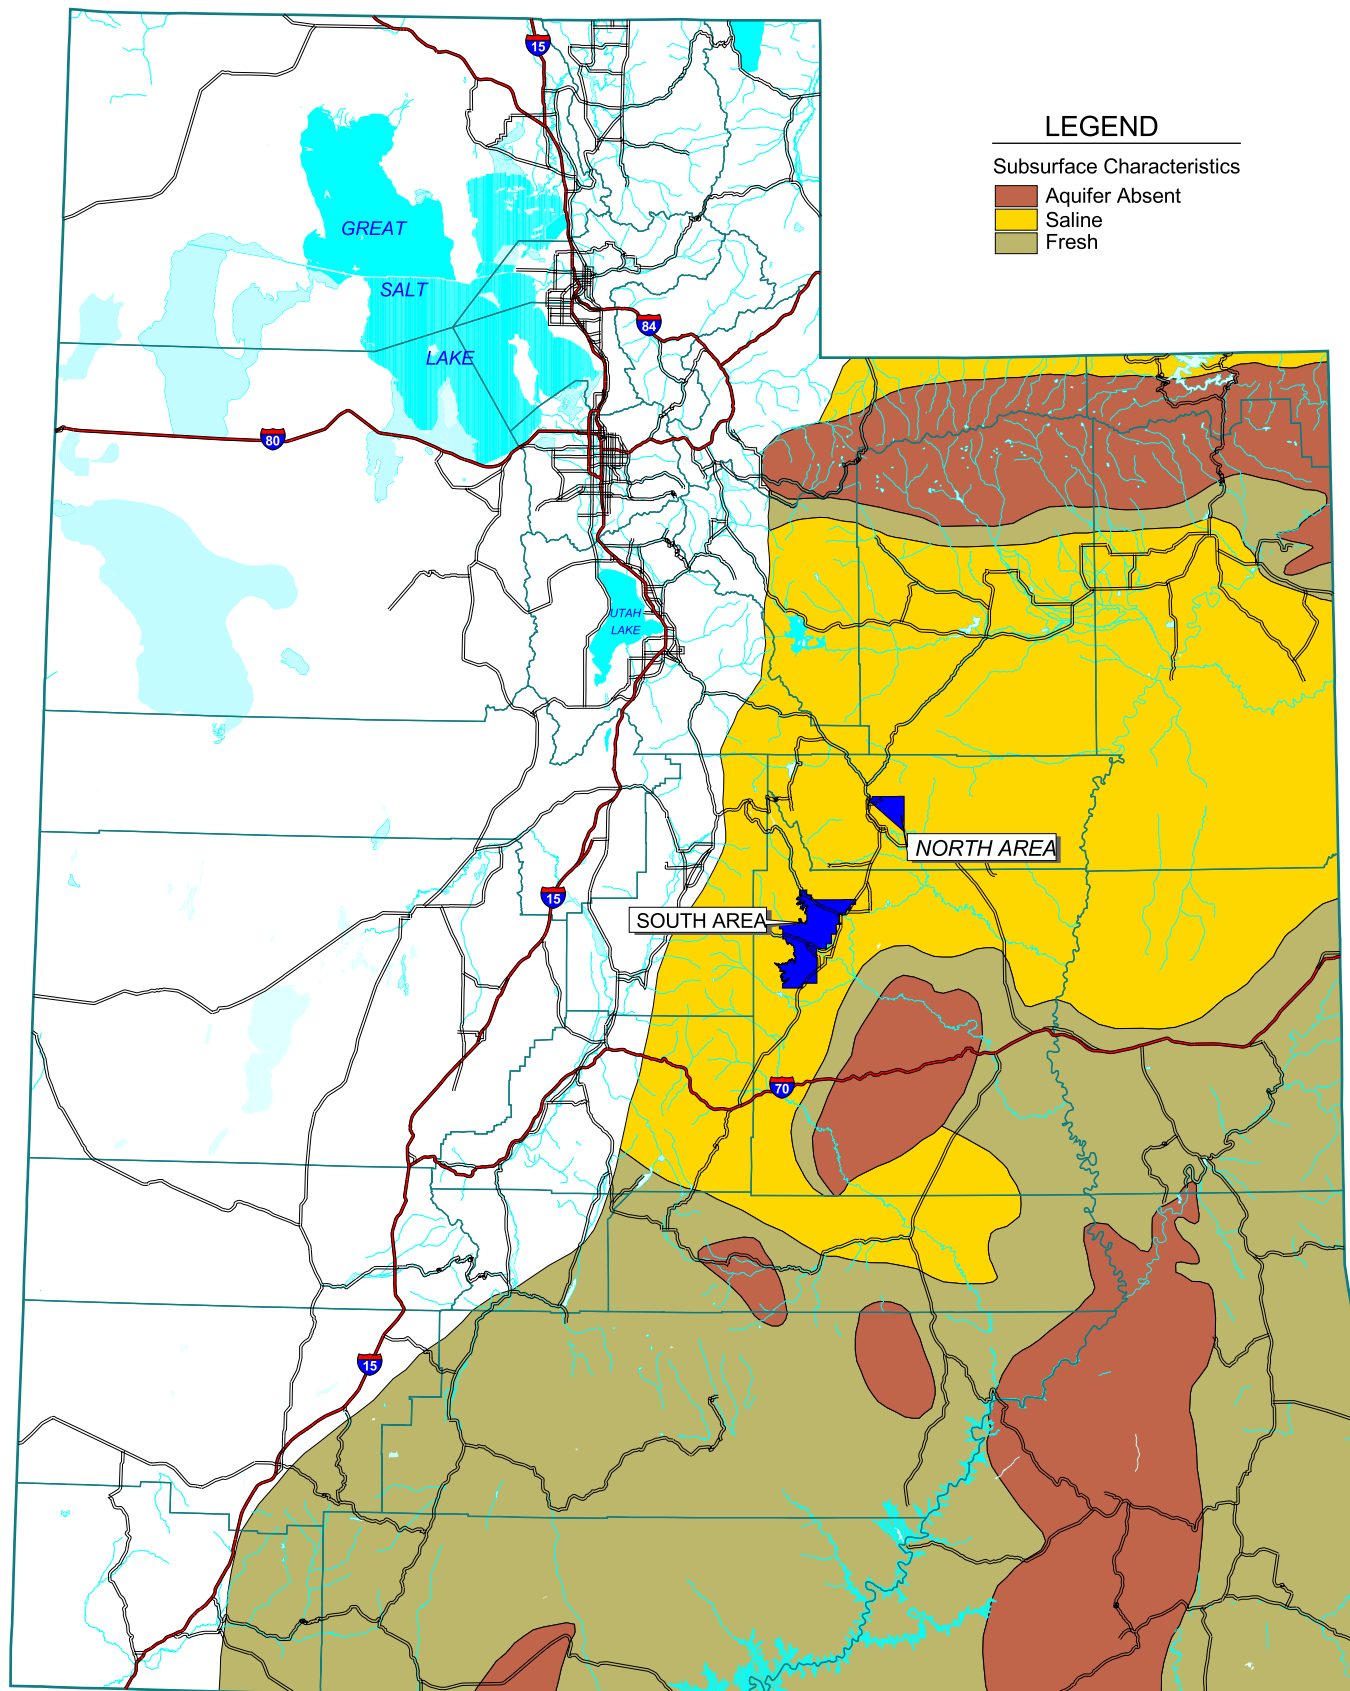 15
LEGEND
Subsurface Characteristics
Aquifer Absent
Saline
Fresh
GREAT
SALT
84
LAKE
80
UTAH
LAKE
NORTH AREA
15
SOUTH AREA
70
15